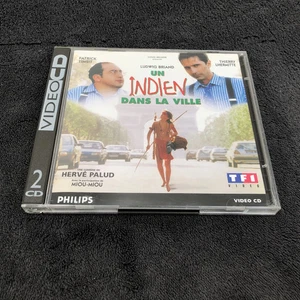 PATRICK
TIMSIT
LUDWIG BRIAND
THIERRY
LHERMITTE
UN
INDIEN
DANS LA VILLE
HERVÉ PALUD
MIOU-MIOU
TF1
VIDEO
PHILIPS
VIDEO CD
VIDEO CD
2
CD